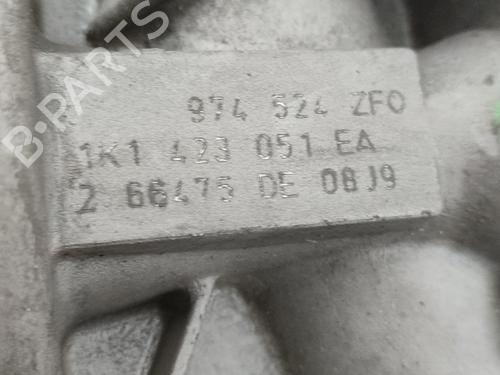 B-PARTS
974 524 ZFO
1K1 423 051 EA
2 66475 DE 08J9